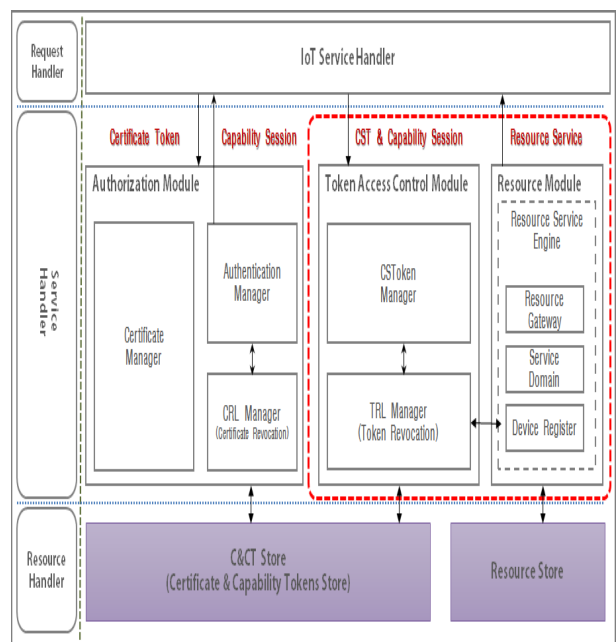 Request
Handler
IoT Service Handler
Service
Handler
Certificate Token
Capability Session
CST & Capability Session
Resource Service
Authorization Module
Certificate
Manager
Authentication
Manager
CRL Manager
(Certificate Revocation)
Token Access Control Module
CSToken
Manager
TRL Manager
(Token Revocation)
Resource Module
Resource Service
Engine
Resource
Gateway
Service
Domain
Device Register
Resource
Handler
C&CT Store
(Certificate & Capability Tokens Store)
Resource Store